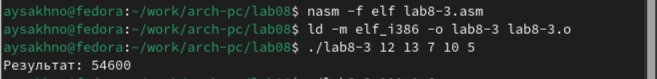 aysakhno@fedora:~/work/arch-pc/lab08$ nasm -f elf lab8-3.asm
aysakhno@fedora:~/work/arch-pc/lab08$ ld -m elf_i386 -o lab8-3 lab8-3.o
aysakhno@fedora:~/work/arch-pc/lab08$ ./lab8-3 12 13 7 10 5
Результат: 54600